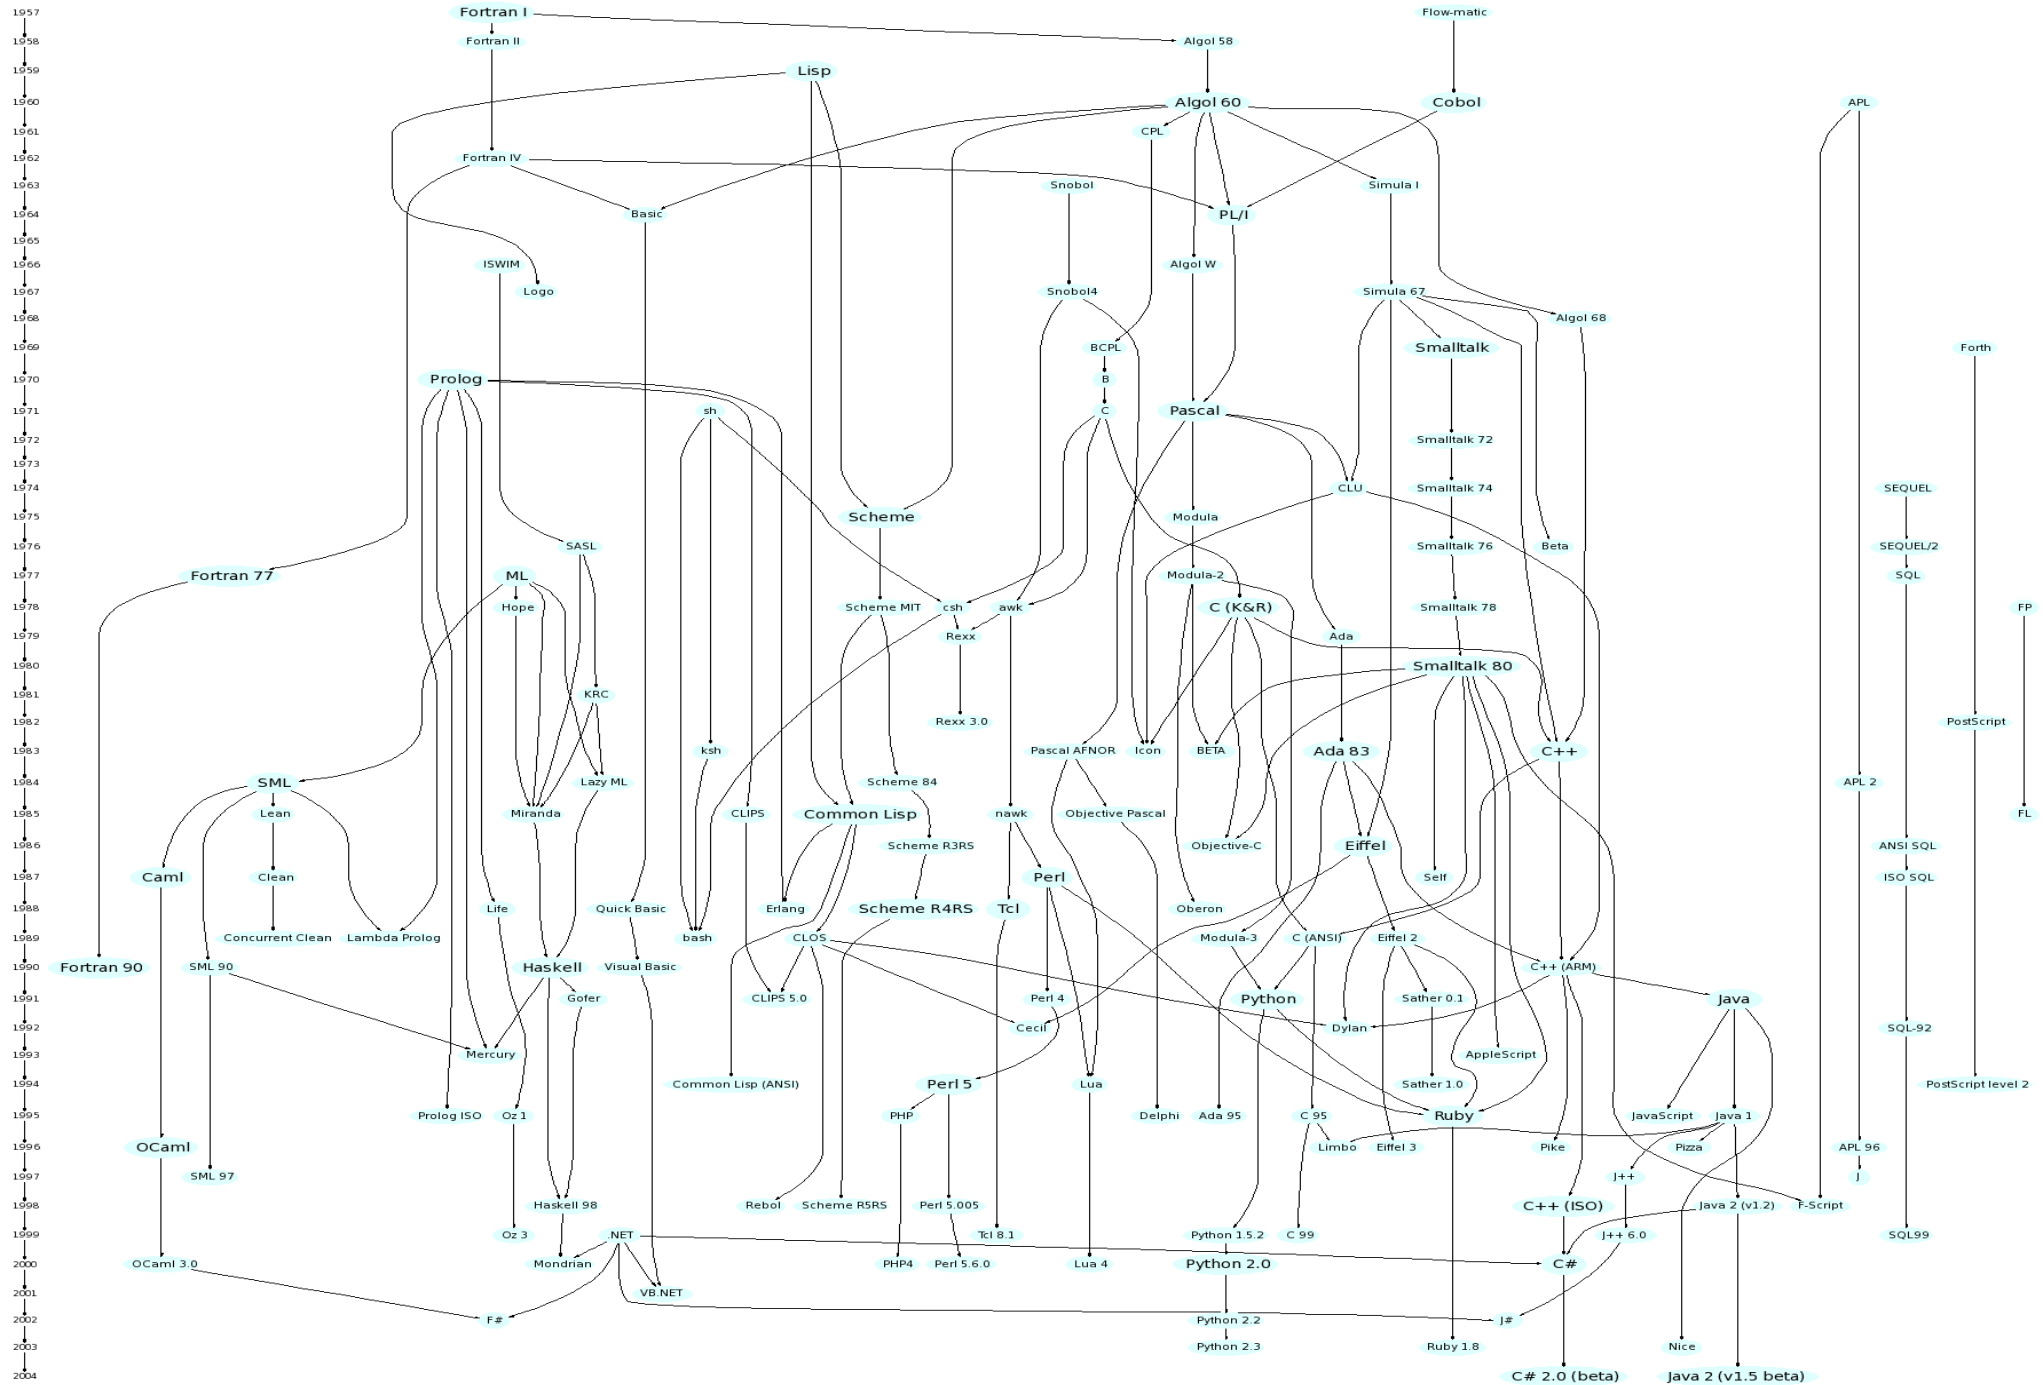 1957 Fortran I Flow-matic
1958 Fortran II Algol 58
1959 Lisp
1960 Algol 60 Cobol APL
1961 CPL
1962 Fortran IV
1963 Snobol Simula I
1964 Basic PL/I
1965
1966 ISWIM Algol W
1967 Logo Snobol4 Simula 67
1968 Algol 68
1969 BCPL Smalltalk Forth
1970 Prolog B
1971 sh C Pascal
1972 Smalltalk 72
1973
1974 CLU Smalltalk 74 SEQUEL
1975 Scheme Modula
1976 SASL Smalltalk 76 Beta SEQUEL/2
1977 Fortran 77 ML Modula-2 SQL
1978 Hope Scheme MIT csh awk C (K&R) Smalltalk 78 FP
1979 Rexx Ada
1980 Smalltalk 80
1981 KRC
1982 Rexx 3.0 PostScript
1983 ksh Pascal AFNOR Icon BETA Ada 83 C++
1984 SML Lazy ML Scheme 84 APL 2
1985 Lean Miranda CLIPS Common Lisp nawk Objective Pascal FL
1986 Scheme R3RS Objective-C Eiffel ANSI SQL
1987 Caml Clean Perl Self ISO SQL
1988 Life Quick Basic Erlang Scheme R4RS Tcl Oberon
1989 Concurrent Clean Lambda Prolog bash CLOS Modula-3 C (ANSI) Eiffel 2
1990 Fortran 90 SML 90 Haskell Visual Basic C++ (ARM)
1991 Gofer CLIPS 5.0 Perl 4 Python Sather 0.1 Java
1992 Cecil Dylan SQL-92
1993 Mercury AppleScript
1994 Common Lisp (ANSI) Perl 5 Lua Sather 1.0 PostScript level 2
1995 Prolog ISO Oz 1 PHP Delphi Ada 95 C 95 Ruby JavaScript Java 1
1996 OCaml Limbo Eiffel 3 Pike Pizza APL 96
1997 SML 97 J++ J
1998 Haskell 98 Rebol Scheme R5RS Perl 5.005 C++ (ISO) Java 2 (v1.2) F-Script
1999 Oz 3 .NET Tcl 8.1 Python 1.5.2 C 99 J++ 6.0 SQL99
2000 OCaml 3.0 Mondrian PHP4 Perl 5.6.0 Lua 4 Python 2.0 C#
2001 VB.NET
2002 F# Python 2.2 J#
2003 Python 2.3 Ruby 1.8 Nice
2004 C# 2.0 (beta) Java 2 (v1.5 beta)